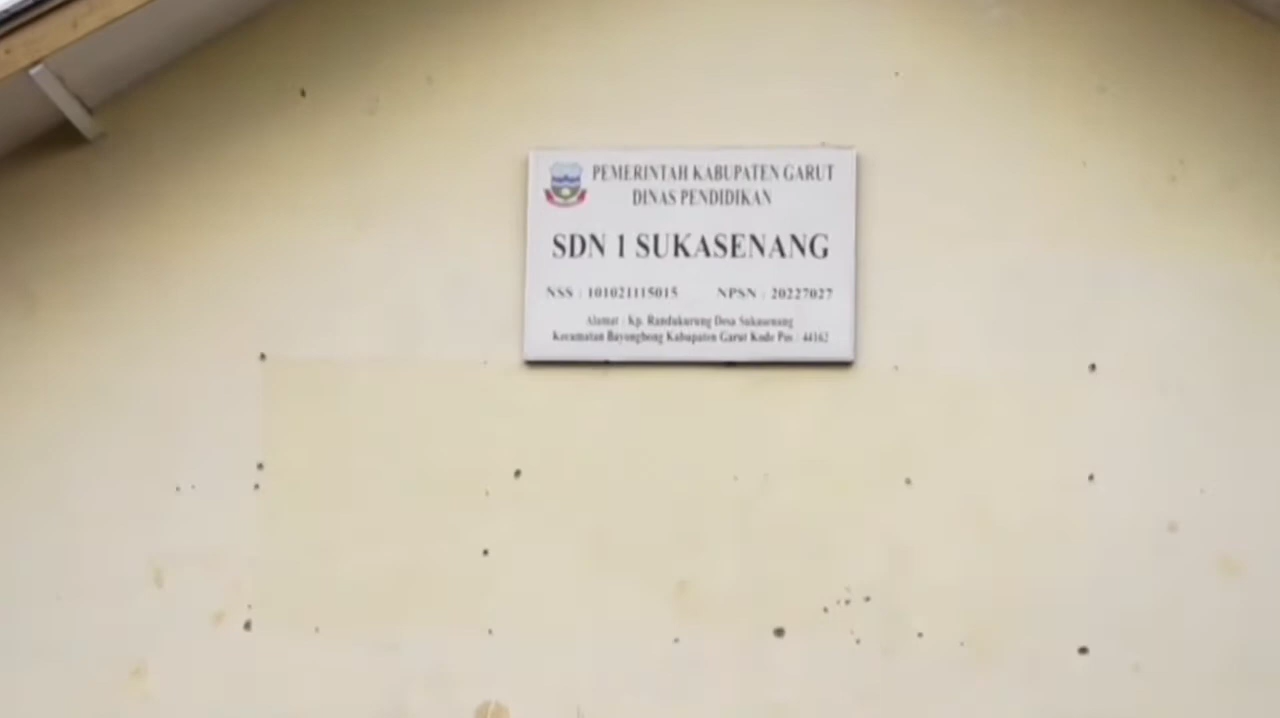 PEMERINTAH KABUPATEN GARUT
DINAS PENDIDIKAN
SDN 1 SUKASENANG
NSS : 101021115015 NPSN : 20227027
Alamat : Kp. Randukurung Desa Sukasenang
Kecamatan Bayongbong Kabupaten Garut Kode Pos : 44162